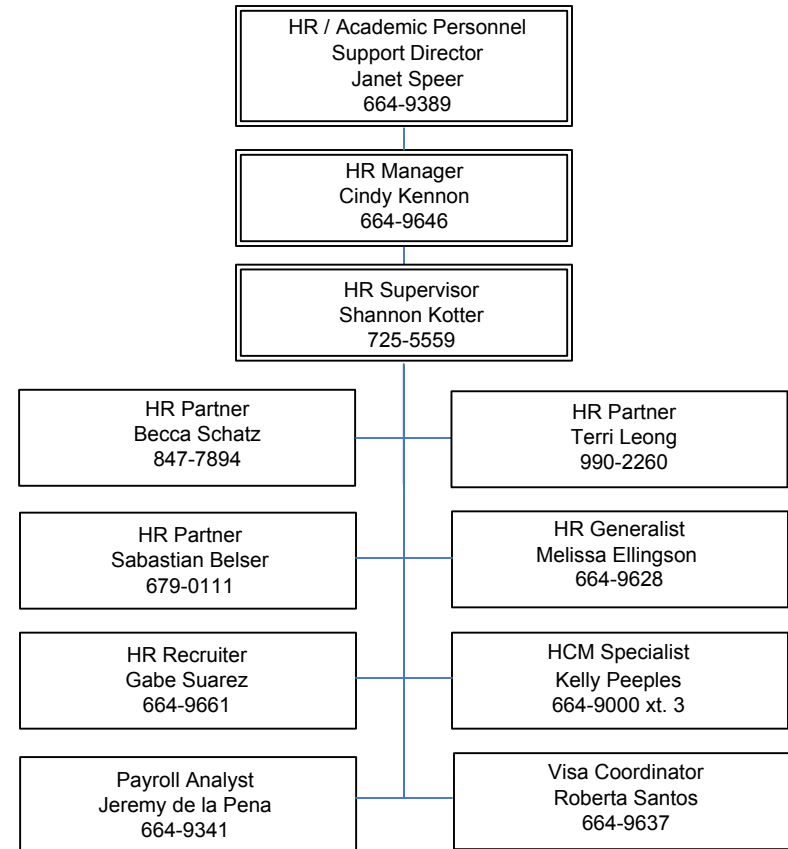 HR / Academic Personnel
Support Director
Janet Speer
664-9389
HR Manager
Cindy Kennon
664-9646
HR Supervisor
Shannon Kotter
725-5559
HR Partner
Becca Schatz
847-7894
HR Partner
Terri Leong
990-2260
HR Partner
Sabastian Belser
679-0111
HR Generalist
Melissa Ellingson
664-9628
HR Recruiter
Gabe Suarez
664-9661
HCM Specialist
Kelly Peeples
664-9000 xt. 3
Payroll Analyst
Jeremy de la Pena
664-9341
Visa Coordinator
Roberta Santos
664-9637